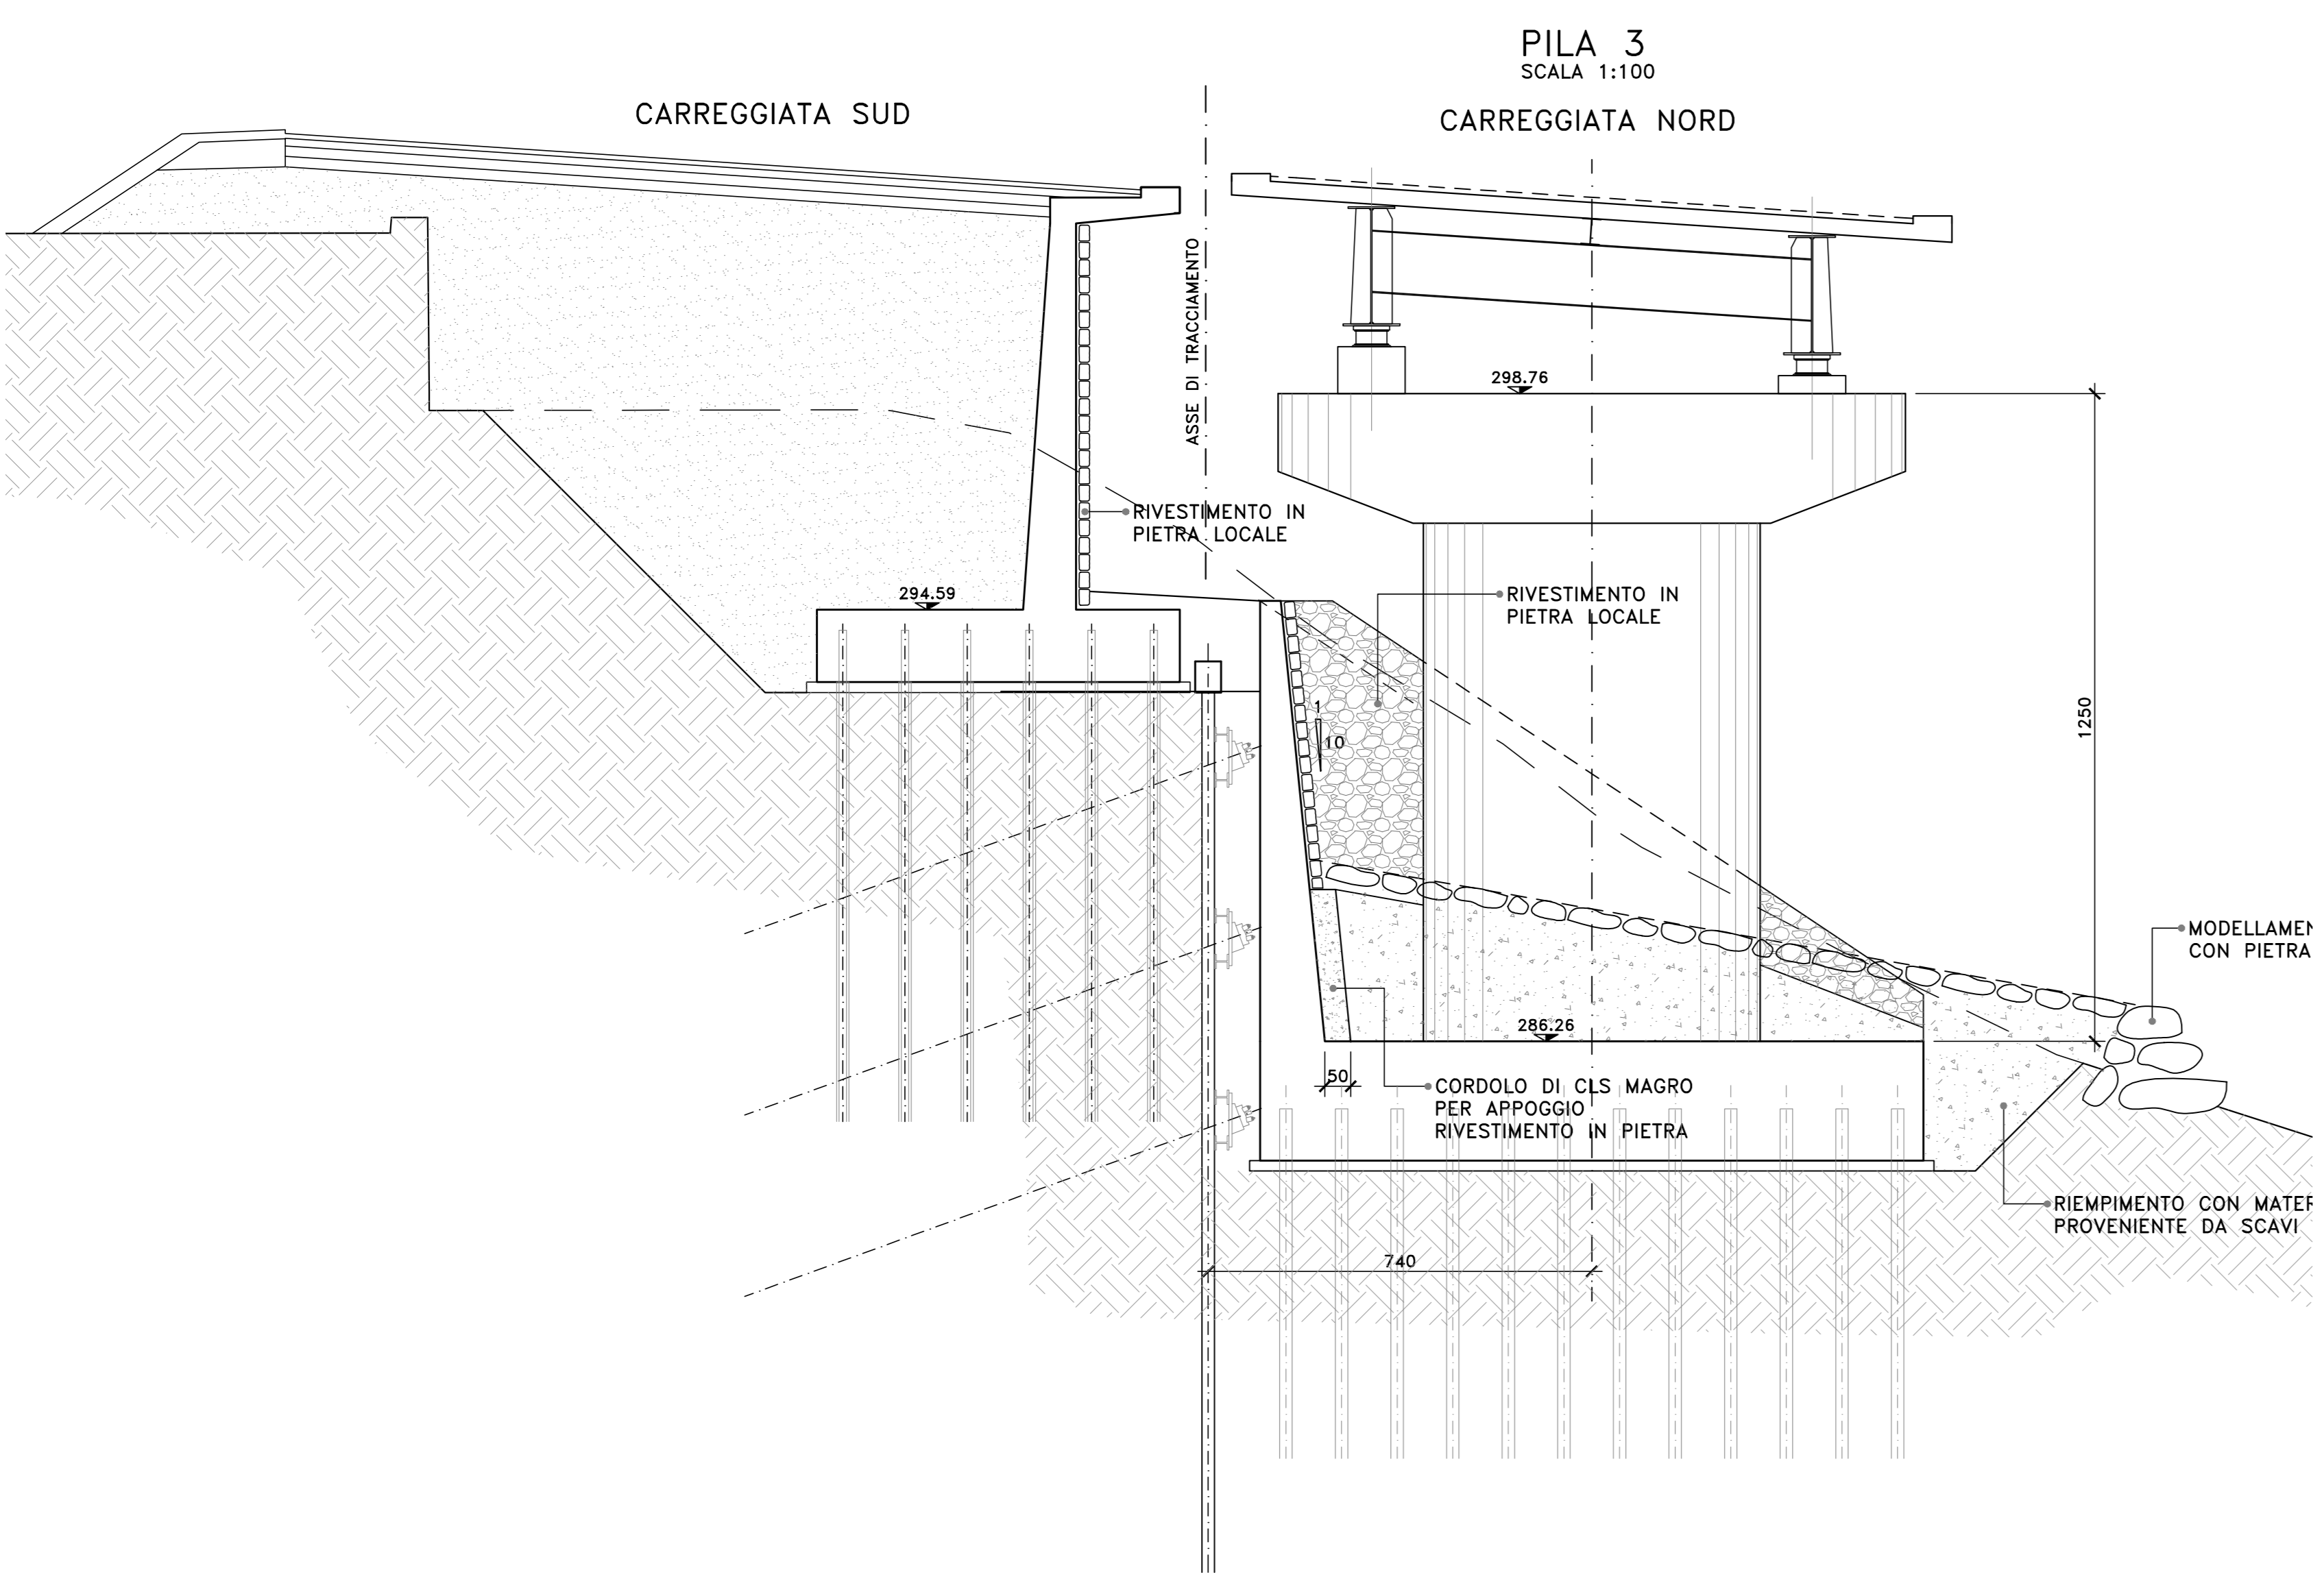 PILA 3
SCALA 1:100
CARREGGIATA SUD
CARREGGIATA NORD
ASSE DI TRACCIAMENTO
298.76
RIVESTIMENTO IN
PIETRA LOCALE
294.59
RIVESTIMENTO IN
PIETRA LOCALE
1
10
1250
MODELLAMEN
CON PIETRA
286.26
50
CORDOLO DI CLS MAGRO
PER APPOGGIO
RIVESTIMENTO IN PIETRA
RIEMPIMENTO CON MATER
PROVENIENTE DA SCAVI
740